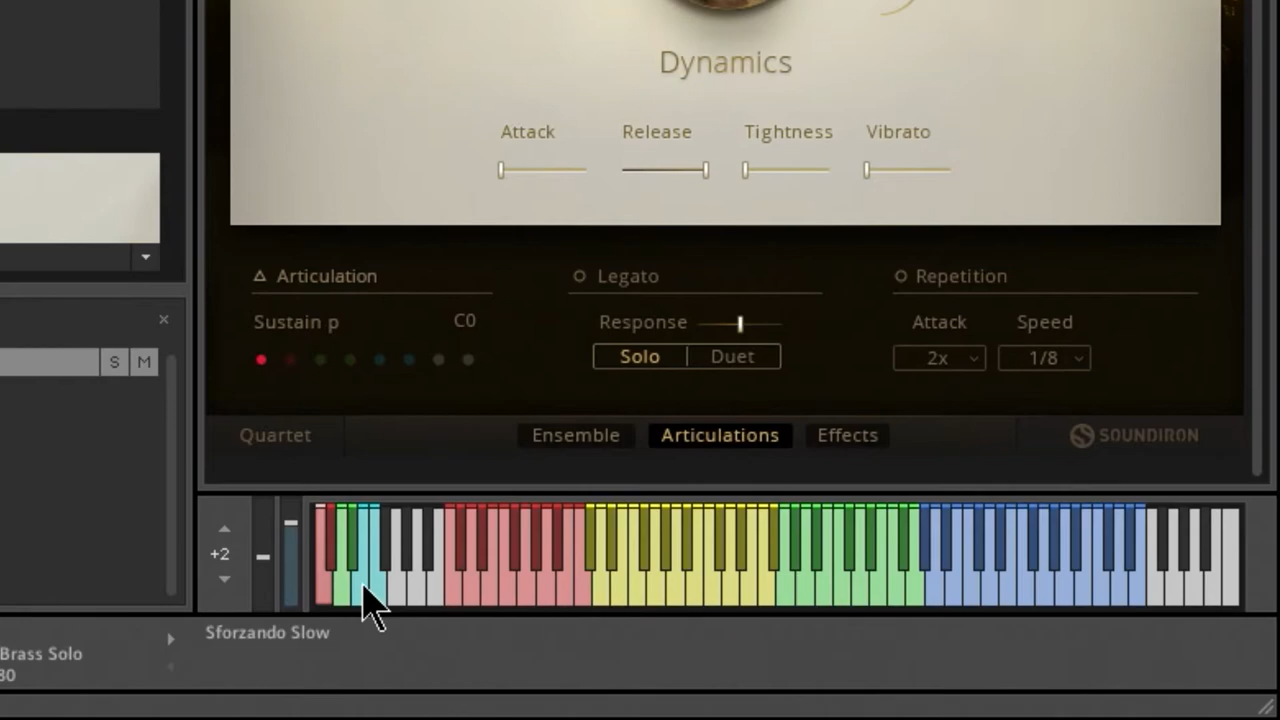 Dynamics
Attack Release Tightness Vibrato
Articulation Legato Repetition
Sustain p C0 Response Attack Speed
Solo Duet 2x 1/8
S M
Quartet Ensemble Articulations Effects SOUNDIRON
+2
Sforzando Slow
Brass Solo
80